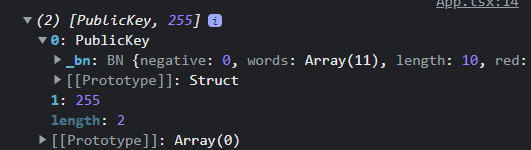 App.tsx:14
▼ (2) [PublicKey, 255] i
▼ 0: PublicKey
▶ _bn: BN {negative: 0, words: Array(11), length: 10, red:
▶ [[Prototype]]: Struct
1: 255
length: 2
▶ [[Prototype]]: Array(0)